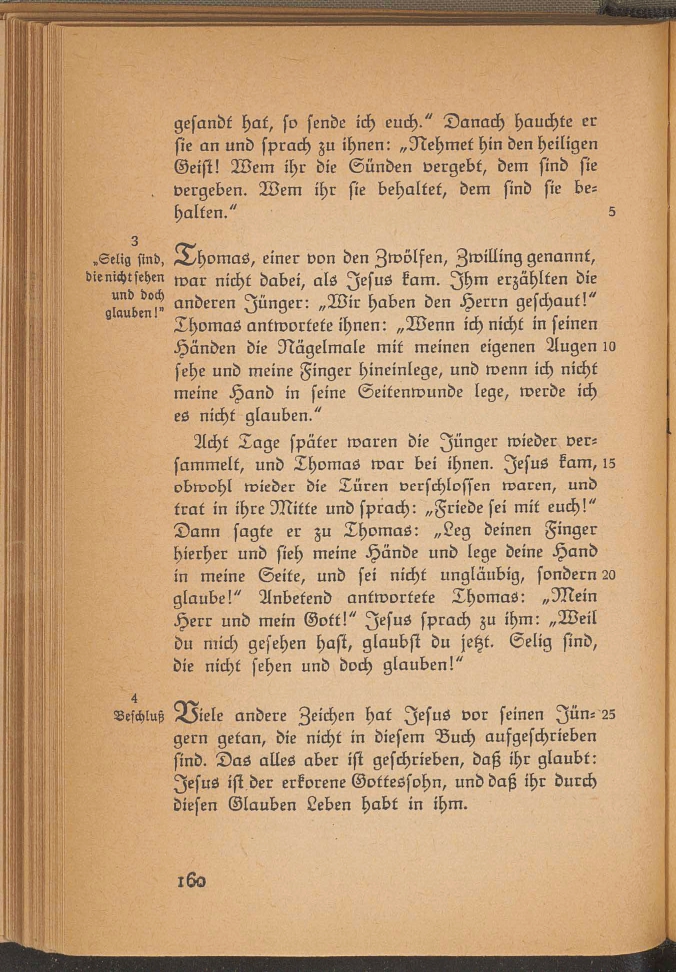 gesandt hat, so sende ich euch.“ Danach hauchte er
sie an und sprach zu ihnen: „Nehmet hin den heiligen
Geist! Wem ihr die Sünden vergebt, dem sind sie
vergeben. Wem ihr sie behaltet, dem sind sie be-
halten.“ 5
3
„Selig sind,
die nicht sehen
und doch
glauben!“
Thomas, einer von den Zwölfen, Zwilling genannt,
war nicht dabei, als Jesus kam. Ihm erzählten die
anderen Jünger: „Wir haben den Herrn geschaut!“
Thomas antwortete ihnen: „Wenn ich nicht in seinen
Händen die Nägelmale mit meinen eigenen Augen 10
sehe und meine Finger hineinlege, und wenn ich nicht
meine Hand in seine Seitenwunde lege, werde ich
es nicht glauben.“
Acht Tage später waren die Jünger wieder ver-
sammelt, und Thomas war bei ihnen. Jesus kam, 15
obwohl wieder die Türen verschlossen waren, und
trat in ihre Mitte und sprach: „Friede sei mit euch!“
Dann sagte er zu Thomas: „Leg deinen Finger
hierher und sieh meine Hände und lege deine Hand
in meine Seite, und sei nicht ungläubig, sondern 20
glaube!“ Anbetend antwortete Thomas: „Mein
Herr und mein Gott!“ Jesus sprach zu ihm: „Weil
du mich gesehen hast, glaubst du jetzt. Selig sind,
die nicht sehen und doch glauben!“
4
Beschluß
Viele andere Zeichen hat Jesus vor seinen Jün- 25
gern getan, die nicht in diesem Buch aufgeschrieben
sind. Das alles aber ist geschrieben, daß ihr glaubt:
Jesus ist der erkorene Gottessohn, und daß ihr durch
diesen Glauben Leben habt in ihm.
160